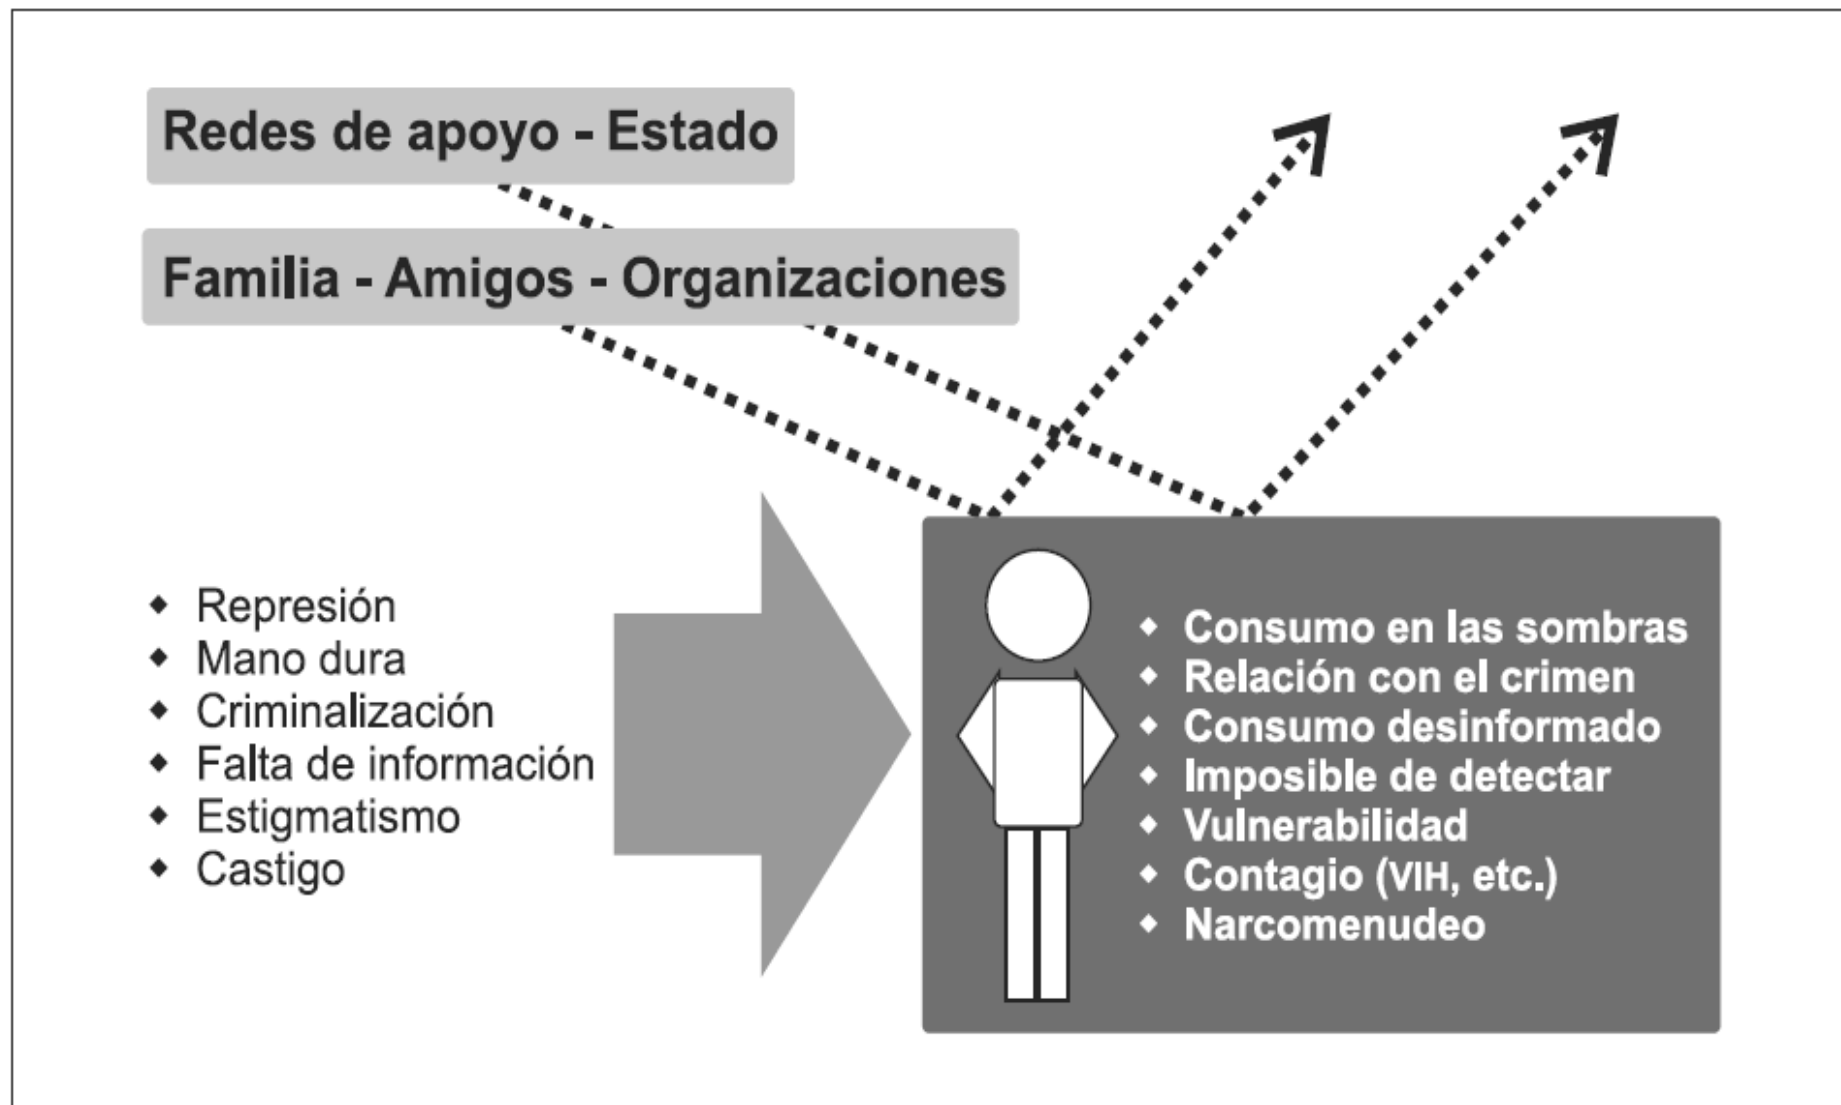 Redes de apoyo - Estado
Familia - Amigos - Organizaciones
◆ Represión
◆ Mano dura
◆ Criminalización
◆ Falta de información
◆ Estigmatismo
◆ Castigo
◆ Consumo en las sombras
◆ Relación con el crimen
◆ Consumo desinformado
◆ Imposible de detectar
◆ Vulnerabilidad
◆ Contagio (VIH, etc.)
◆ Narcomenudeo